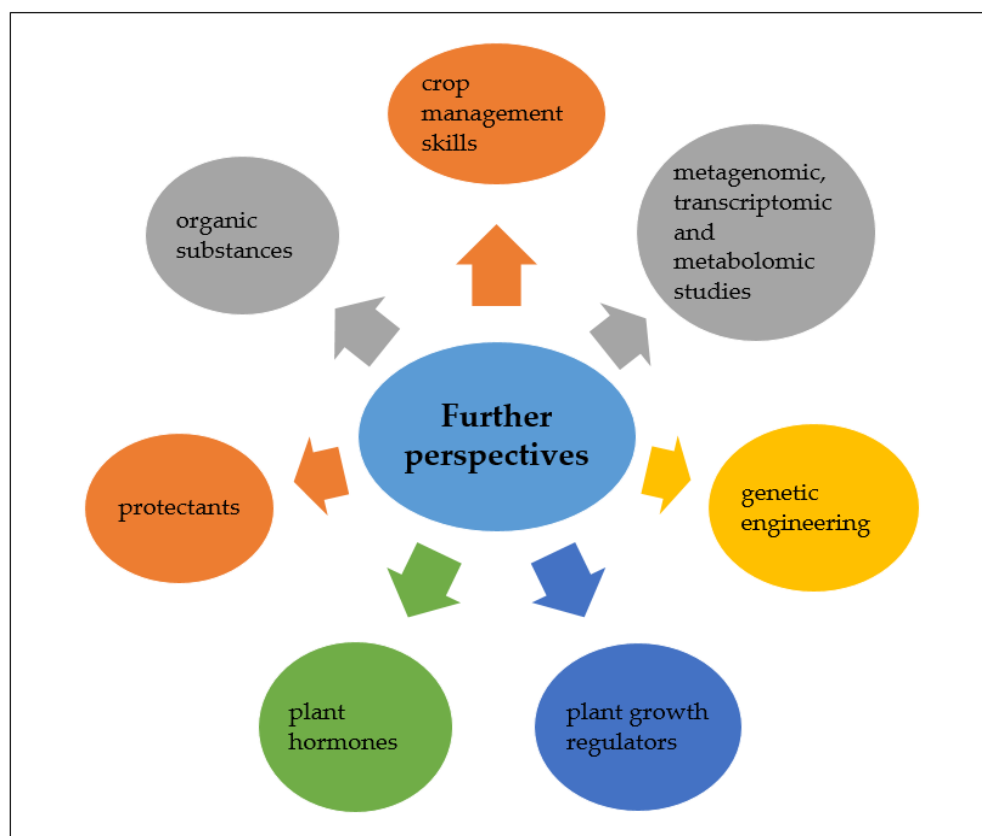 crop
management
skills
metagenomic,
transcriptomic
and
metabolomic
studies
organic
substances
Further
perspectives
protectants
genetic
engineering
plant
hormones
plant growth
regulators